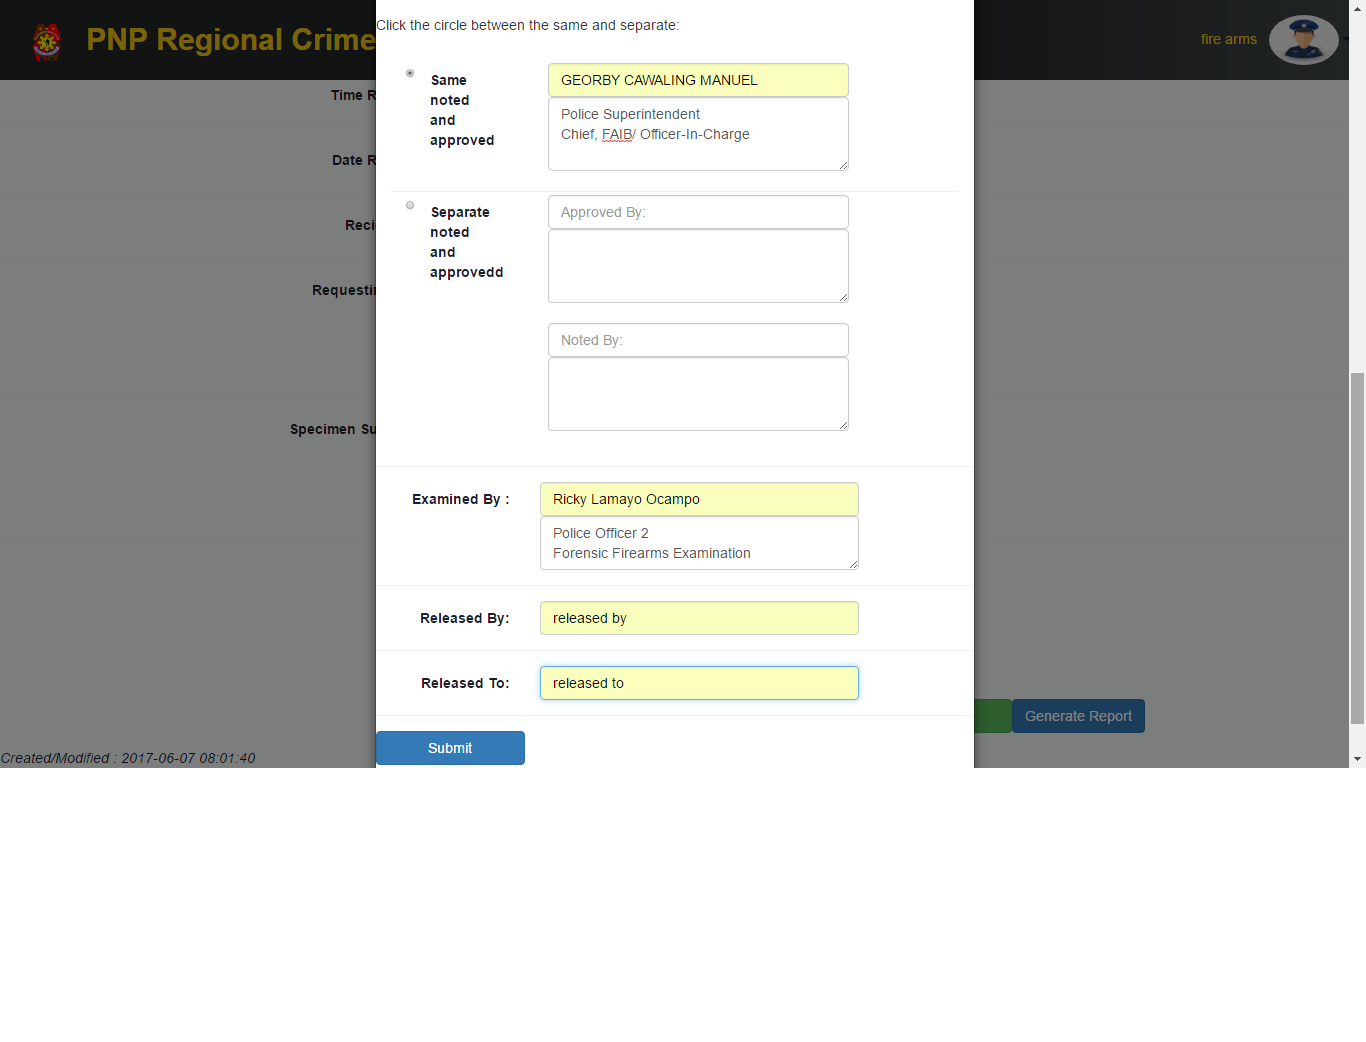 PNP Regional Crime
fire arms
Click the circle between the same and separate:
Same
noted
and
approved
GEORBY CAWALING MANUEL
Police Superintendent
Chief, FAIB/ Officer-In-Charge
Separate
noted
and
approvedd
Approved By:
Noted By:
Examined By :
Ricky Lamayo Ocampo
Police Officer 2
Forensic Firearms Examination
Released By:
released by
Released To:
released to
Submit
Time R
Date R
Reci
Requesti
Specimen Su
Generate Report
Created/Modified : 2017-06-07 08:01:40